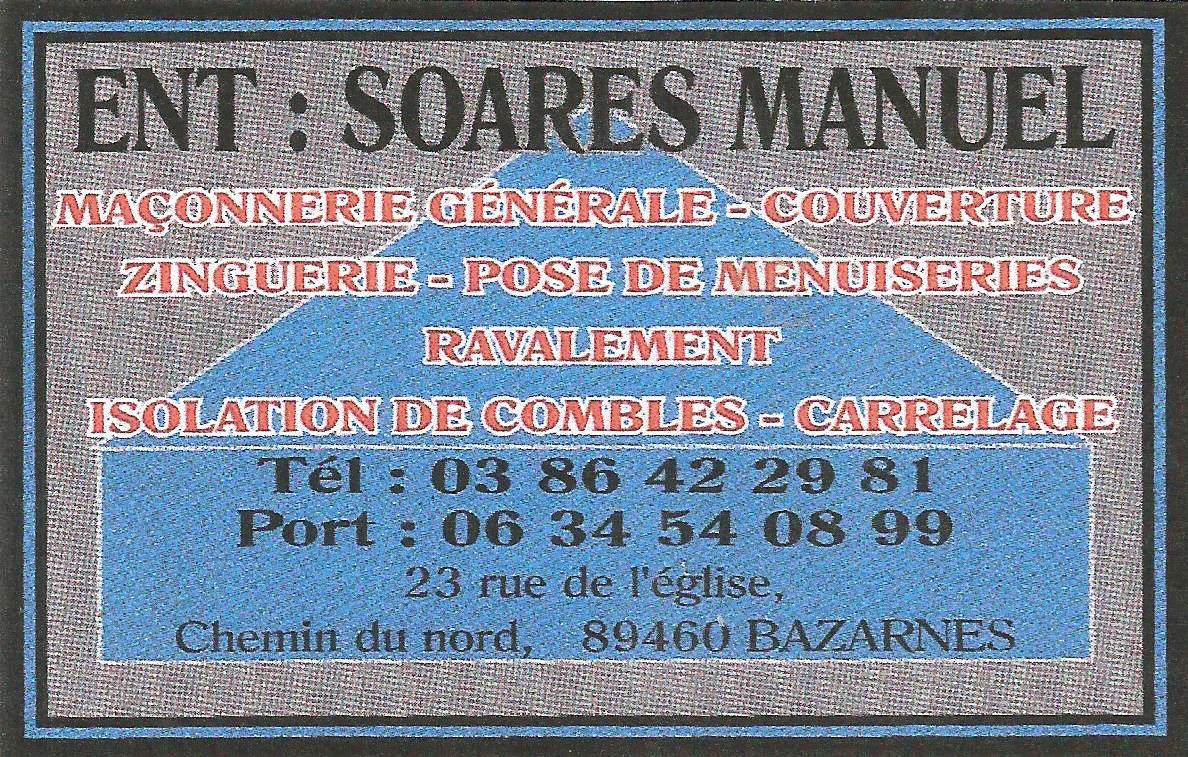 ENT : SOARES MANUEL
MAÇONNERIE GÉNÉRALE - COUVERTURE
ZINGUERIE - POSE DE MENUISERIES
RAVALEMENT
ISOLATION DE COMBLES - CARRELAGE
Tél : 03 86 42 29 81
Port : 06 34 54 08 99
23 rue de l'église,
Chemin du nord, 89460 BAZARNES